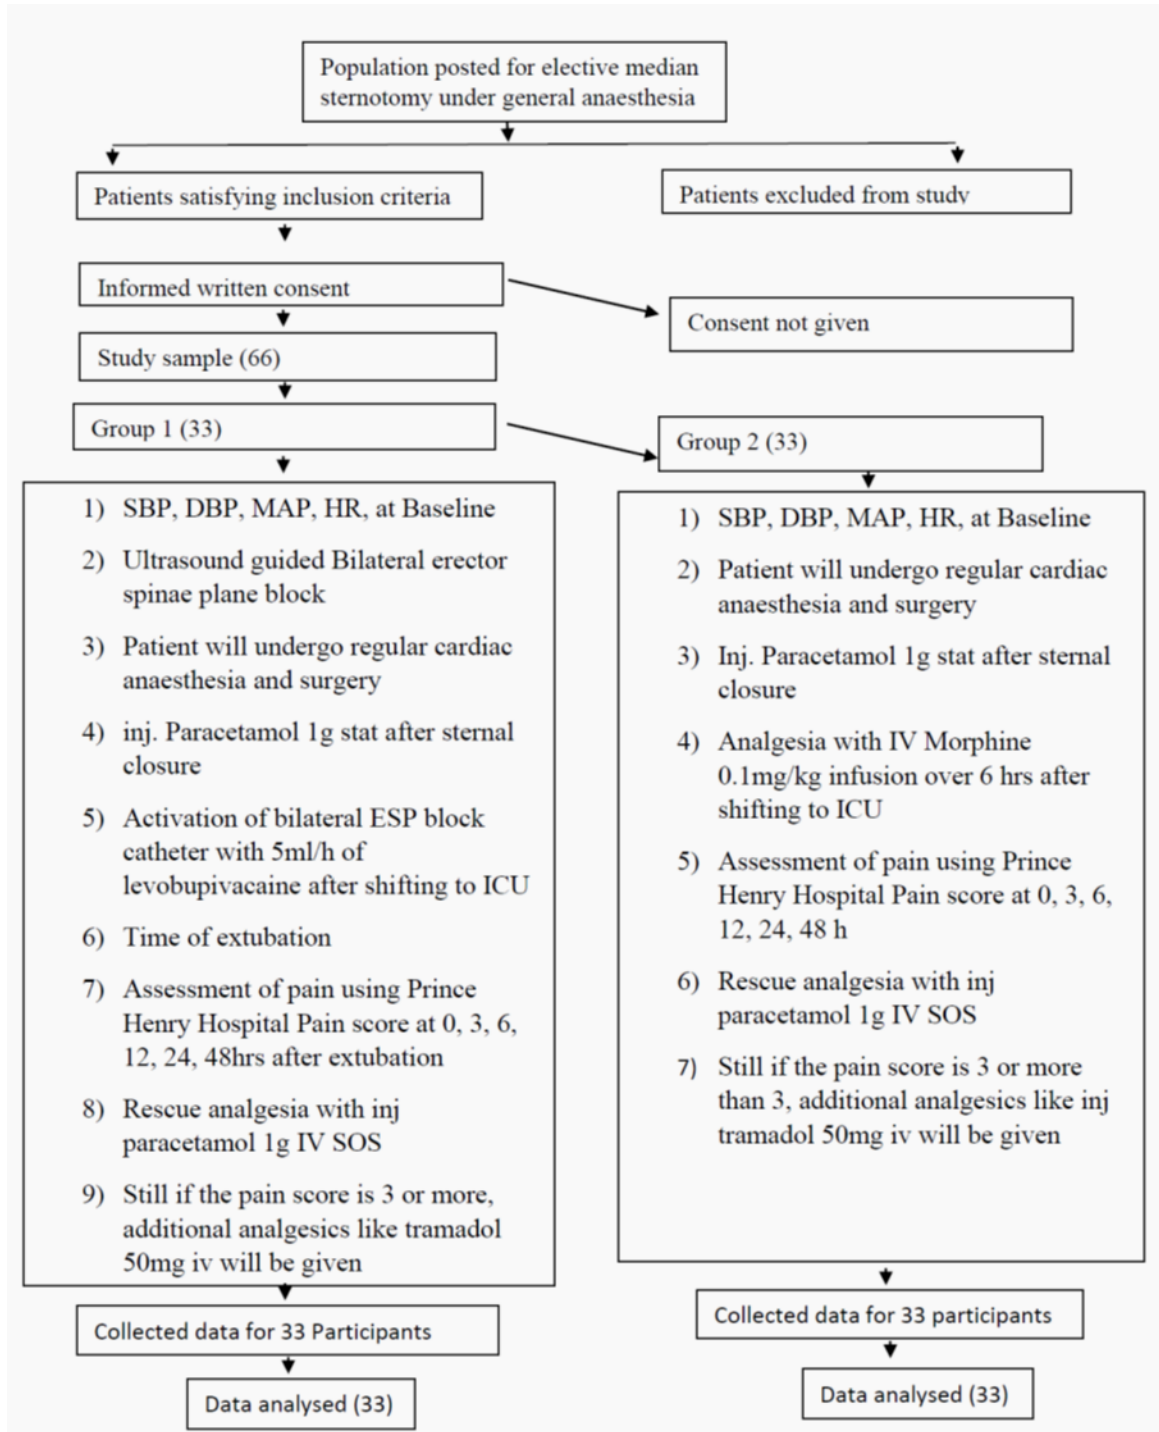 Population posted for elective median
sternotomy under general anaesthesia
Patients satisfying inclusion criteria
Patients excluded from study
Informed written consent
Consent not given
Study sample (66)
Group 1 (33)
Group 2 (33)
1) SBP, DBP, MAP, HR, at Baseline
2) Ultrasound guided Bilateral erector
spinae plane block
3) Patient will undergo regular cardiac
anaesthesia and surgery
4) inj. Paracetamol 1g stat after sternal
closure
5) Activation of bilateral ESP block
catheter with 5ml/h of
levobupivacaine after shifting to ICU
6) Time of extubation
7) Assessment of pain using Prince
Henry Hospital Pain score at 0, 3, 6,
12, 24, 48hrs after extubation
8) Rescue analgesia with inj
paracetamol 1g IV SOS
9) Still if the pain score is 3 or more,
additional analgesics like tramadol
50mg iv will be given
1) SBP, DBP, MAP, HR, at Baseline
2) Patient will undergo regular cardiac
anaesthesia and surgery
3) Inj. Paracetamol 1g stat after sternal
closure
4) Analgesia with IV Morphine
0.1mg/kg infusion over 6 hrs after
shifting to ICU
5) Assessment of pain using Prince
Henry Hospital Pain score at 0, 3, 6,
12, 24, 48 h
6) Rescue analgesia with inj
paracetamol 1g IV SOS
7) Still if the pain score is 3 or more
than 3, additional analgesics like inj
tramadol 50mg iv will be given
Collected data for 33 Participants
Collected data for 33 participants
Data analysed (33)
Data analysed (33)